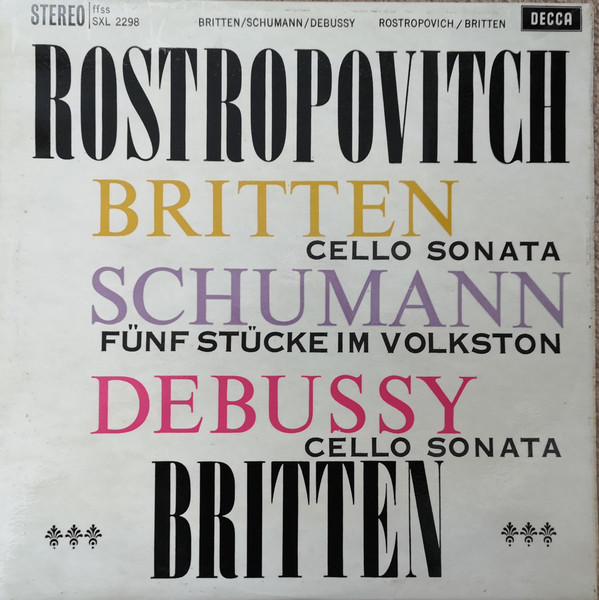 STEREO ffss SXL 2298 BRITTEN/SCHUMANN/DEBUSSY ROSTROPOVICH/BRITTEN DECCA
ROSTROPOVITCH
BRITTEN
CELLO SONATA
SCHUMANN
FÜNF STÜCKE IM VOLKSTON
DEBUSSY
CELLO SONATA
BRITTEN